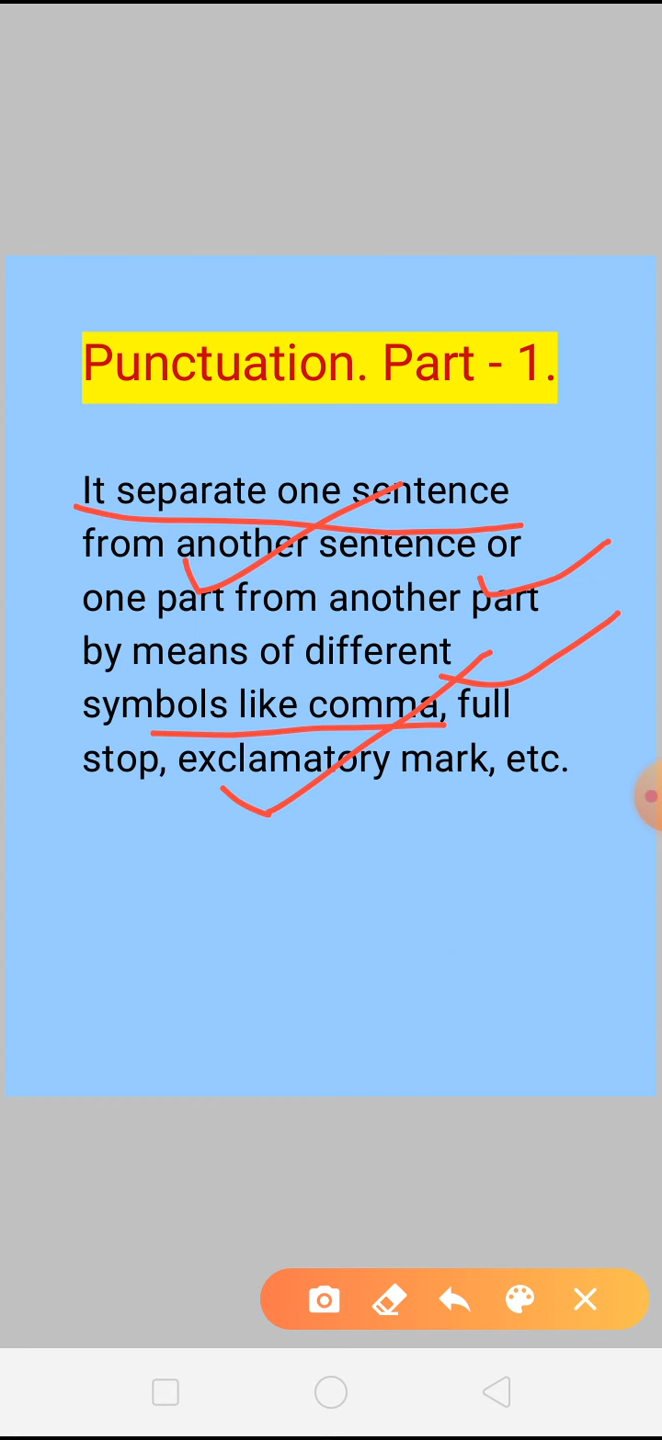 Punctuation. Part - 1.
It separate one sentence
from another sentence or
one part from another part
by means of different
symbols like comma, full
stop, exclamatory mark, etc.